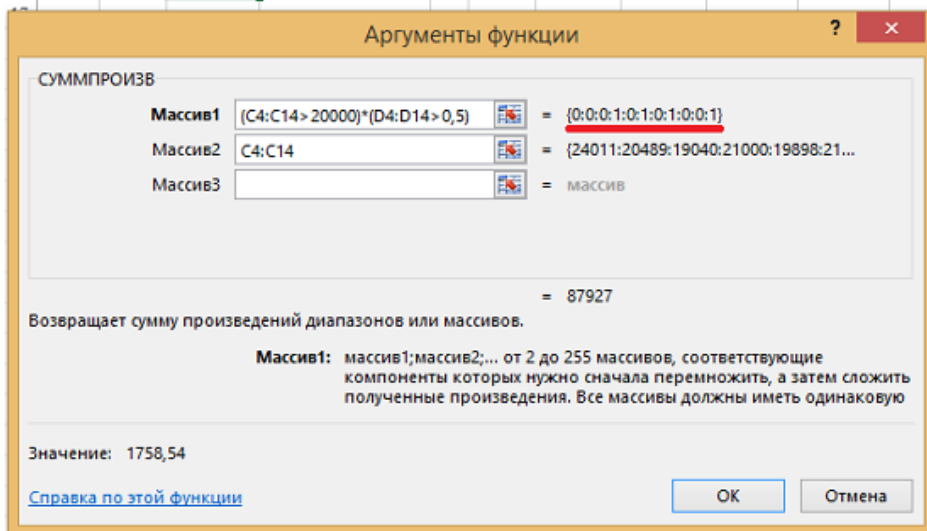 Аргументы функции ? ×
СУММПРОИЗВ
Массив1 (C4:C14>20000)*(D4:D14>0,5) = {0:0:0:1:0:1:0:1:0:0:1}
Массив2 C4:C14 = {24011:20489:19040:21000:19898:21...
Массив3 = массив
= 87927
Возвращает сумму произведений диапазонов или массивов.
Массив1: массив1;массив2;... от 2 до 255 массивов, соответствующие
компоненты которых нужно сначала перемножить, а затем сложить
полученные произведения. Все массивы должны иметь одинаковую
Значение: 1758,54
Справка по этой функции
ОК Отмена